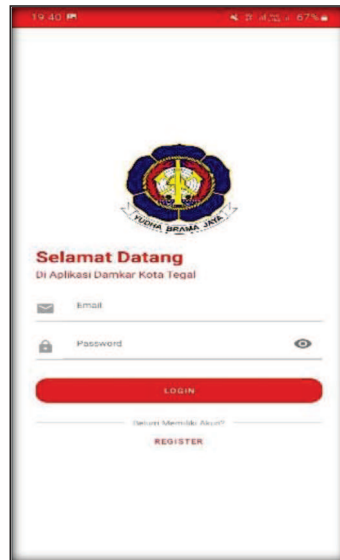 19.40
67%
YUDHA BRAMA JAYA
Selamat Datang
Di Aplikasi Damkar Kota Tegal
Email
Password
LOGIN
Belum Memiliki Akun?
REGISTER